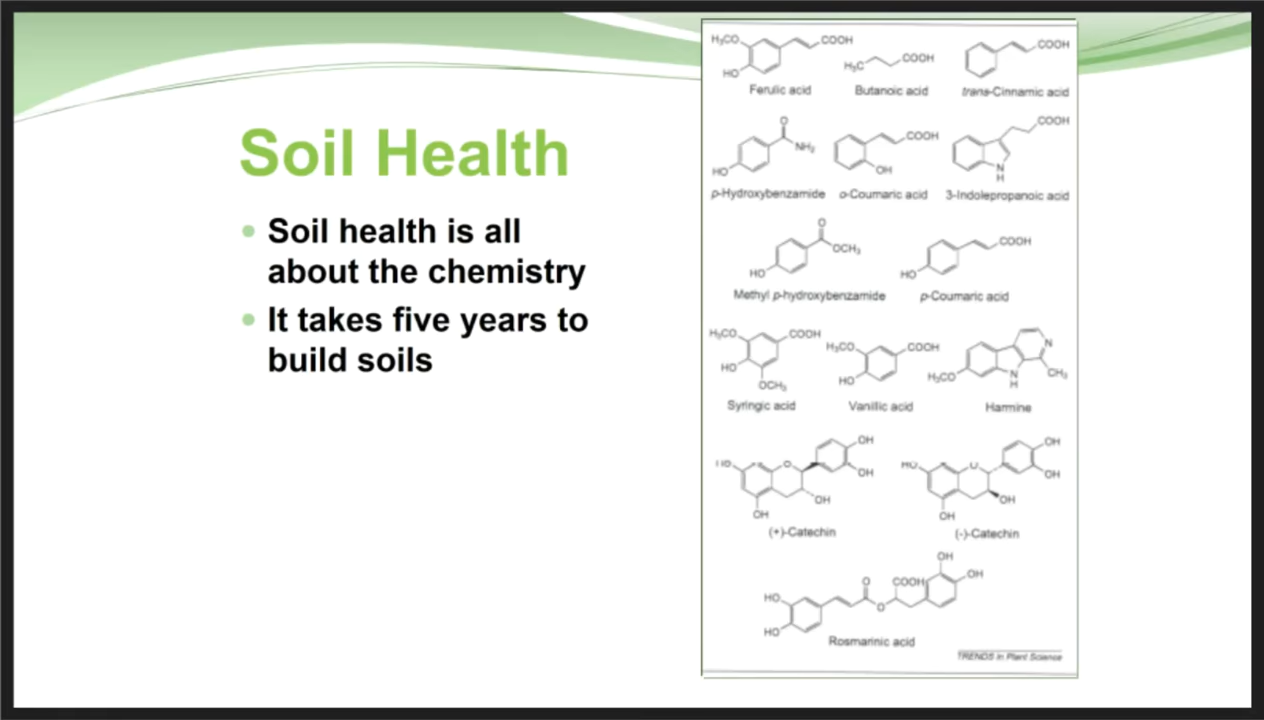 Soil Health
• Soil health is all
about the chemistry
• It takes five years to
build soils
H₃CO COOH HO
Ferulic acid
H₃C COOH
Butanoic acid
COOH
trans-Cinnamic acid
O NH₂ HO
p-Hydroxybenzamide
COOH OH
o-Coumaric acid
COOH N H
3-Indolepropanoic acid
O OCH₃ HO
Methyl p-hydroxybenzamide
COOH HO
p-Coumaric acid
H₃CO COOH HO OCH₃
Syringic acid
H₃CO COOH HO
Vanillic acid
N H₃CO N H CH₃
Harmine
HO O OH OH OH OH
(+)-Catechin
HO O OH OH OH OH
(-)-Catechin
HO HO O O COOH OH OH
Rosmarinic acid
TRENDS in Plant Science